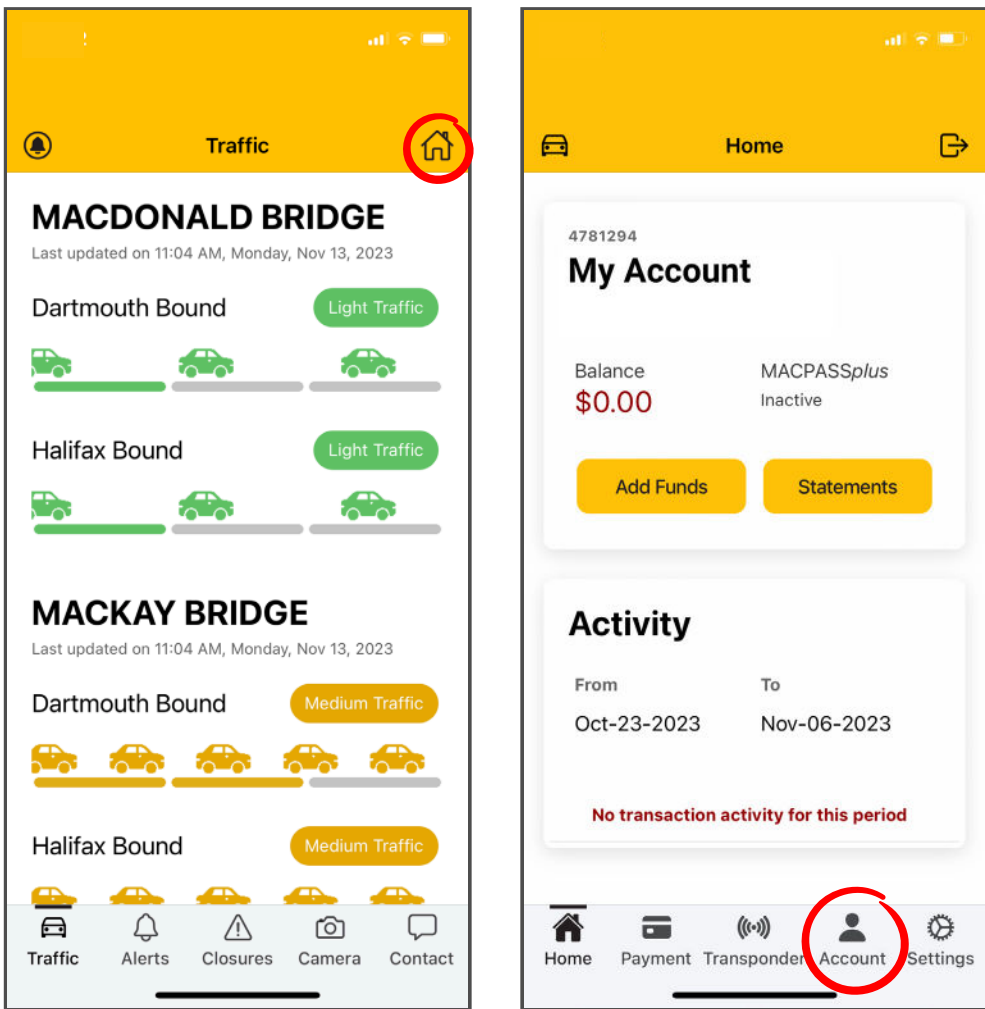 Traffic
MACDONALD BRIDGE
Last updated on 11:04 AM, Monday, Nov 13, 2023
Dartmouth Bound
Light Traffic
Halifax Bound
Light Traffic
MACKAY BRIDGE
Last updated on 11:04 AM, Monday, Nov 13, 2023
Dartmouth Bound
Medium Traffic
Halifax Bound
Medium Traffic
Traffic Alerts Closures Camera Contact
Home
4781294
My Account
Balance MACPASSplus
$0.00 Inactive
Add Funds Statements
Activity
From To
Oct-23-2023 Nov-06-2023
No transaction activity for this period
Home Payment Transponder Account Settings